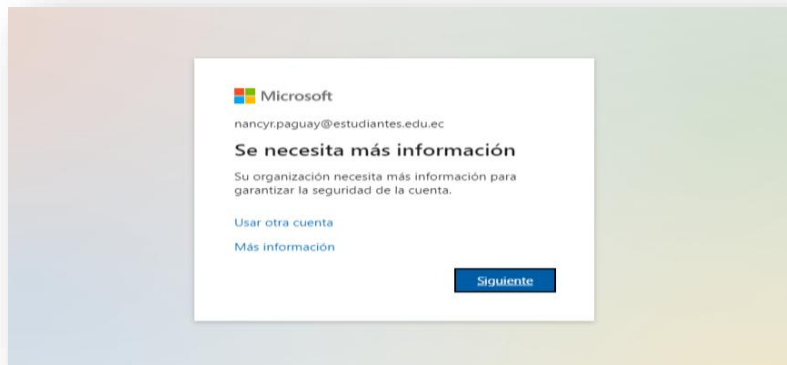 Microsoft
nancyr.paguay@estudiantes.edu.ec
Se necesita más información
Su organización necesita más información para
garantizar la seguridad de la cuenta.
Usar otra cuenta
Más información
Siguiente